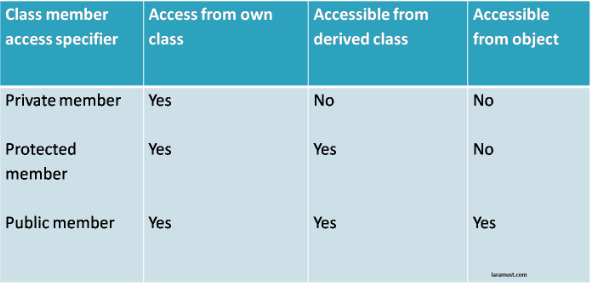 Class member access specifier | Access from own class | Accessible from derived class | Accessible from object
Private member | Yes | No | No
Protected member | Yes | Yes | No
Public member | Yes | Yes | Yes
laramust.com